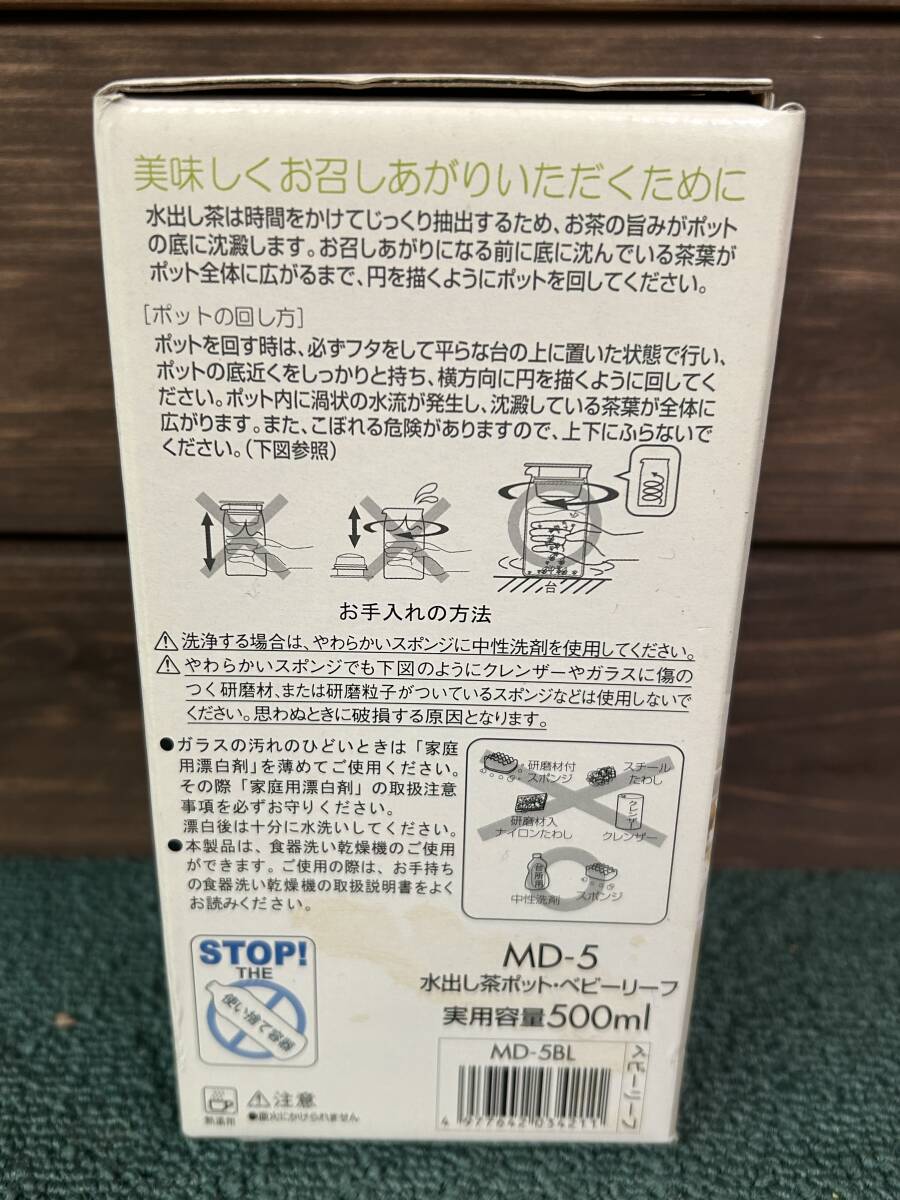 美味しくお召しあがりいただくために
水出し茶は時間をかけてじっくり抽出するため、お茶の旨みがポット
の底に沈澱します。お召しあがりになる前に底に沈んでいる茶葉が
ポット全体に広がるまで、円を描くようにポットを回してください。
[ポットの回し方]
ポットを回す時は、必ずフタをして平らな台の上に置いた状態で行い、
ポットの底近くをしっかりと持ち、横方向に円を描くように回してく
ださい。ポット内に渦状の水流が発生し、沈澱している茶葉が全体に
広がります。また、こぼれる危険がありますので、上下にふらないで
ください。(下図参照)
台
お手入れの方法
⚠洗浄する場合は、やわらかいスポンジに中性洗剤を使用してください。
⚠やわらかいスポンジでも下図のようにクレンザーやガラスに傷の
つく研磨材、または研磨粒子がついているスポンジなどは使用しないで
ください。思わぬときに破損する原因となります。
●ガラスの汚れのひどいときは「家庭
用漂白剤」を薄めてご使用ください。
その際「家庭用漂白剤」の取扱注意
事項を必ずお守りください。
漂白後は十分に水洗いしてください。
●本製品は、食器洗い乾燥機のご使用
ができます。ご使用の際は、お手持ち
の食器洗い乾燥機の取扱説明書をよく
お読みください。
研磨材付
スポンジ
スチール
たわし
研磨材入
ナイロンたわし
クレンザー
クレンザー
台所用
中性洗剤
スポンジ
STOP!
THE
使い捨て容器
MD-5
水出し茶ポット・ベビーリーフ
実用容量500ml
MD-5BL
ベビーリーフ
4 977642 034211
熱湯用
⚠注意
●直火にかけられません